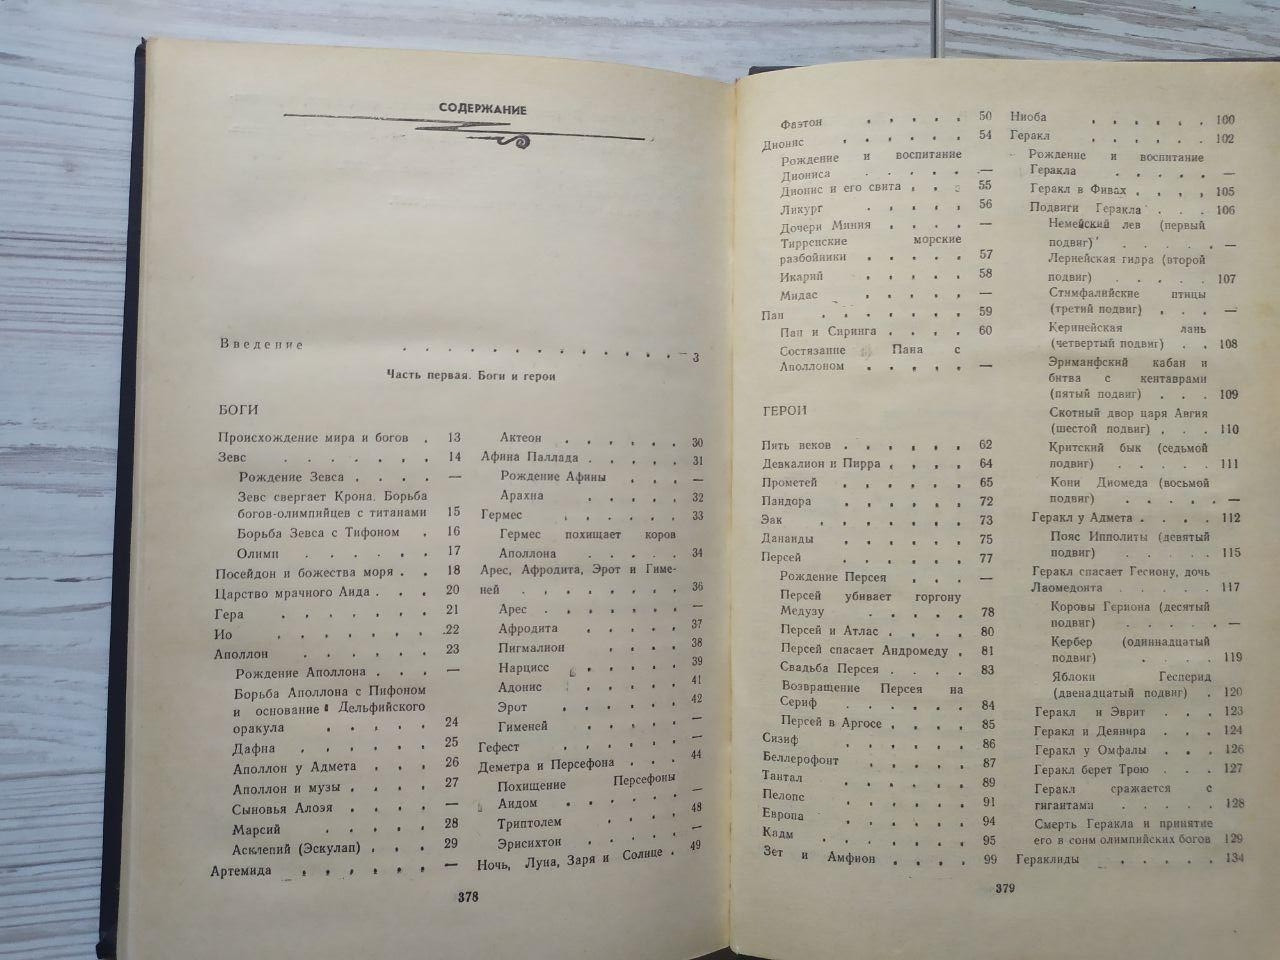 СОДЕРЖАНИЕ
Введение . . . . . . . . . . . . 3
Часть первая. Боги и герои
БОГИ
Происхождение мира и богов . 13
Зевс . . . . . . . 14
Рождение Зевса . . . . —
Зевс свергает Крона. Борьба
богов-олимпийцев с титанами 15
Борьба Зевса с Тифоном . 16
Олимп . . . . . . 17
Посейдон и божества моря . . 18
Царство мрачного Аида . . . 20
Гера . . . . . . . 21
Ио . . . . . . . 22
Аполлон . . . . . . 23
Рождение Аполлона . . . —
Борьба Аполлона с Пифоном
и основание Дельфийского
оракула . . . . . 24
Дафна . . . . . . 25
Аполлон у Адмета . . . 26
Аполлон и музы . . . . 27
Сыновья Алоэя . . . . —
Марсий . . . . . 28
Асклепий (Эскулап) . . . 29
Артемида . . . . . . —
Актеон . . . . . . 30
Афина Паллада . . . . . 31
Рождение Афины . . . —
Арахна . . . . . 32
Гермес . . . . . . 33
Гермес похищает коров
Аполлона . . . . . 34
Арес, Афродита, Эрот и Гиме-
ней . . . . . . . 36
Арес . . . . . . —
Афродита . . . . . 37
Пигмалион . . . . . 38
Нарцисс . . . . . 39
Адонис . . . . . 41
Эрот . . . . . . 42
Гименей . . . . . —
Гефест . . . . . . —
Деметра и Персефона . . . 44
Похищение Персефоны
Аидом . . . . . . —
Триптолем . . . . 48
Эрисихтон . . . . —
Ночь, Луна, Заря и Солнце . 49
378
Фаэтон . . . . . 50
Дионис . . . . . . 54
Рождение и воспитание
Диониса . . . . . —
Дионис и его свита . . . 55
Ликург . . . . . 56
Дочери Миния . . . . —
Тирренские морские
разбойники . . . . . 57
Икарий . . . . . 58
Мидас . . . . . —
Пан . . . . . . 59
Пан и Сиринга . . . . 60
Состязание Пана с
Аполлоном . . . . . —
ГЕРОИ
Пять веков . . . . . . 62
Девкалион и Пирра . . . . 64
Прометей . . . . . . 65
Пандора . . . . . . 72
Эак . . . . . . . 73
Данаиды . . . . . . 75
Персей . . . . . . 77
Рождение Персея . . . —
Персей убивает горгону
Медузу . . . . . 78
Персей и Атлас . . . . 80
Персей спасает Андромеду . 81
Свадьба Персея . . . . 83
Возвращение Персея на
Сериф . . . . . . 84
Персей в Аргосе . . . . 85
Сизиф . . . . . . 86
Беллерофонт . . . . . 87
Тантал . . . . . . 89
Пелопс . . . . . . 91
Европа . . . . . . 94
Кадм . . . . . . . 95
Зет и Амфион . . . . 99
Ниоба . . . . . . 100
Геракл . . . . . . 102
Рождение и воспитание
Геракла . . . . . —
Геракл в Фивах . . . . 105
Подвиги Геракла . . . 106
Немейский лев (первый
подвиг) . . . . . —
Лернейская гидра (второй
подвиг) . . . . . 107
Стимфалийские птицы
(третий подвиг) . . . —
Керинейская лань
(четвертый подвиг) . . 108
Эриманфский кабан и
битва с кентаврами
(пятый подвиг) . . . 109
Скотный двор царя Авгия
(шестой подвиг) . . . 110
Критский бык (седьмой
подвиг) . . . . . 111
Кони Диомеда (восьмой
подвиг) . . . . . —
Геракл у Адмета . . . . 112
Пояс Ипполиты (девятый
подвиг) . . . . . 115
Геракл спасает Гесиону, дочь
Лаомедонта . . . . . 117
Коровы Гериона (десятый
подвиг) . . . . . —
Кербер (одиннадцатый
подвиг) . . . . 119
Яблоки Гесперид
(двенадцатый подвиг) . 120
Геракл и Эврит . . . 123
Геракл и Деянира . . . 124
Геракл у Омфалы . . . 126
Геракл берет Трою . . . 127
Геракл сражается с
гигантами . . . . . 128
Смерть Геракла и принятие
его в сонм олимпийских богов 129
Гераклиды . . . . . 134
379